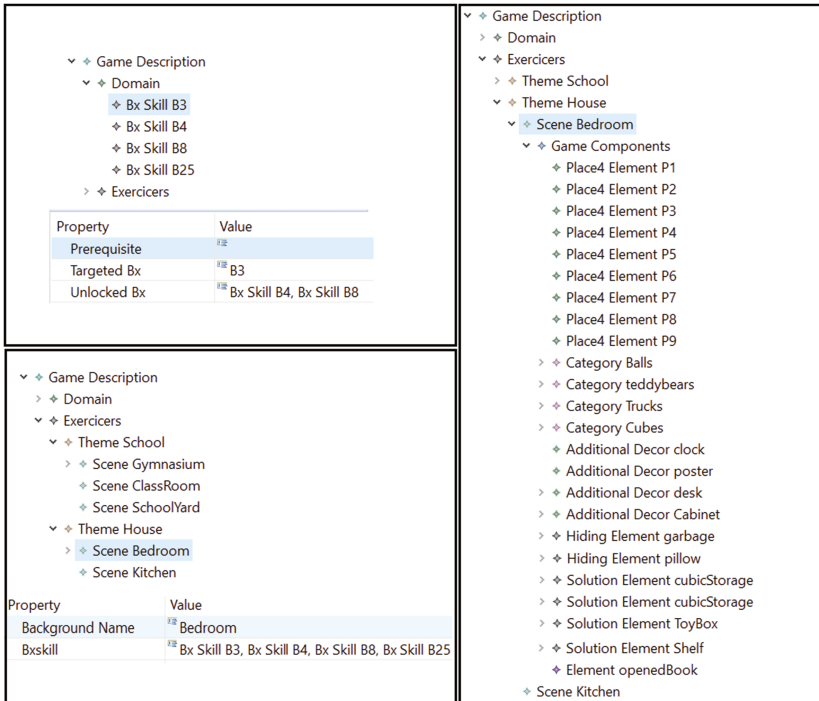 Game Description
Domain
Bx Skill B3
Bx Skill B4
Bx Skill B8
Bx Skill B25
Exercicers
Property Value
Prerequisite
Targeted Bx B3
Unlocked Bx Bx Skill B4, Bx Skill B8
Game Description
Domain
Exercicers
Theme School
Scene Gymnasium
Scene ClassRoom
Scene SchoolYard
Theme House
Scene Bedroom
Scene Kitchen
Property Value
Background Name Bedroom
Bxskill Bx Skill B3, Bx Skill B4, Bx Skill B8, Bx Skill B25
Game Description
Domain
Exercicers
Theme School
Theme House
Scene Bedroom
Game Components
Place4 Element P1
Place4 Element P2
Place4 Element P3
Place4 Element P4
Place4 Element P5
Place4 Element P6
Place4 Element P7
Place4 Element P8
Place4 Element P9
Category Balls
Category teddybears
Category Trucks
Category Cubes
Additional Decor clock
Additional Decor poster
Additional Decor desk
Additional Decor Cabinet
Hiding Element garbage
Hiding Element pillow
Solution Element cubicStorage
Solution Element cubicStorage
Solution Element ToyBox
Solution Element Shelf
Element openedBook
Scene Kitchen